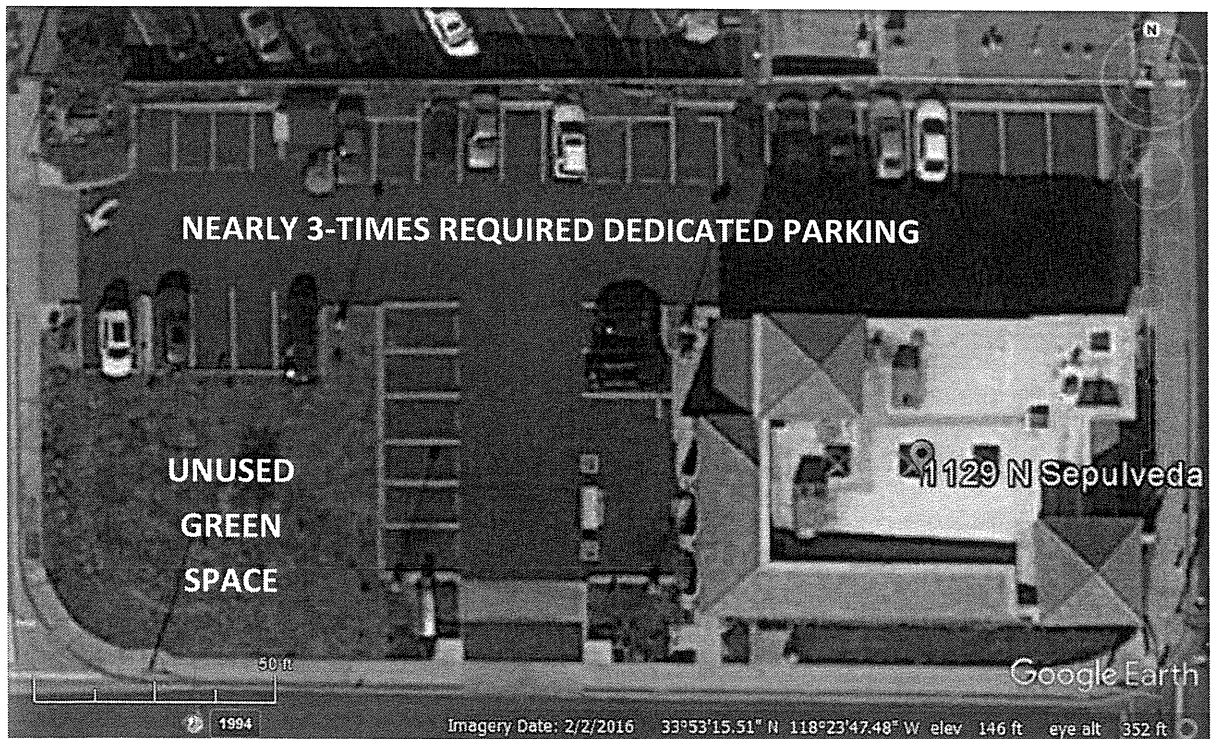 N
NEARLY 3-TIMES REQUIRED DEDICATED PARKING
UNUSED
GREEN
SPACE
1129 N Sepulveda
50 ft
Google Earth
1994
Imagery Date: 2/2/2016 33°53'15.51" N 118°23'47.48" W elev 146 ft eye alt 352 ft